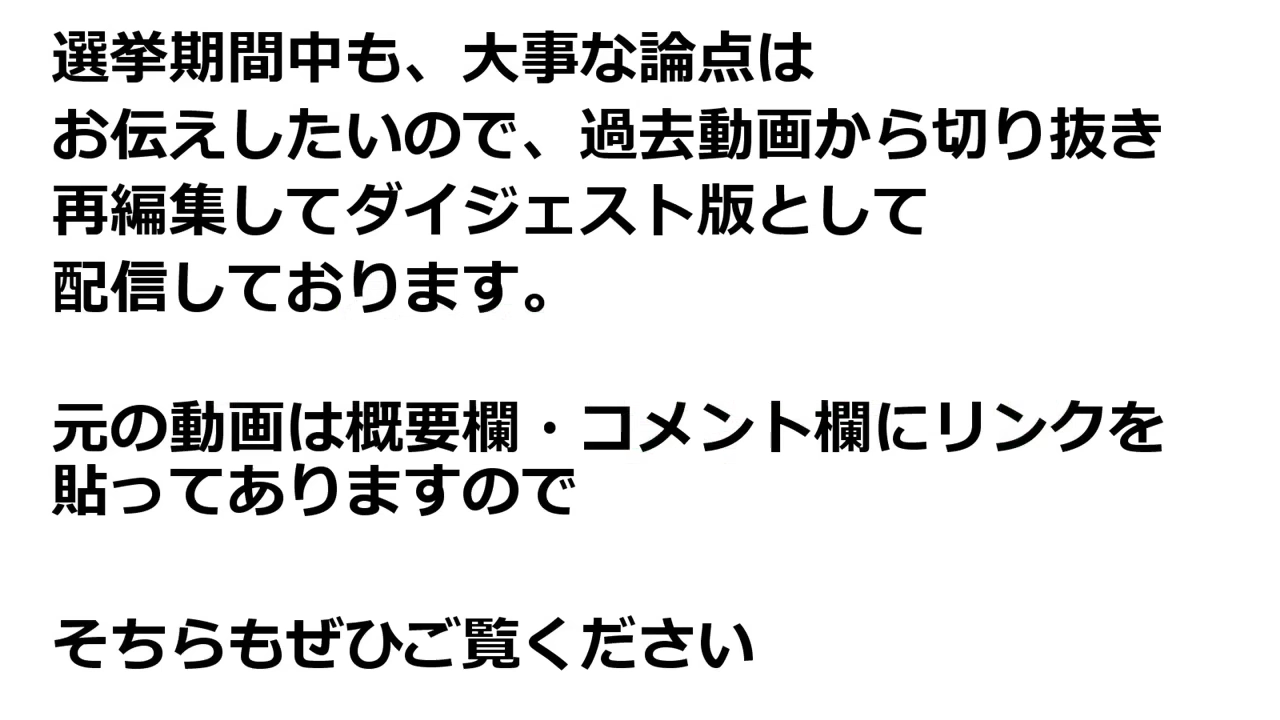 選挙期間中も、大事な論点は
お伝えしたいので、過去動画から切り抜き
再編集してダイジェスト版として
配信しております。
元の動画は概要欄・コメント欄にリンクを
貼ってありますので
そちらもぜひご覧ください